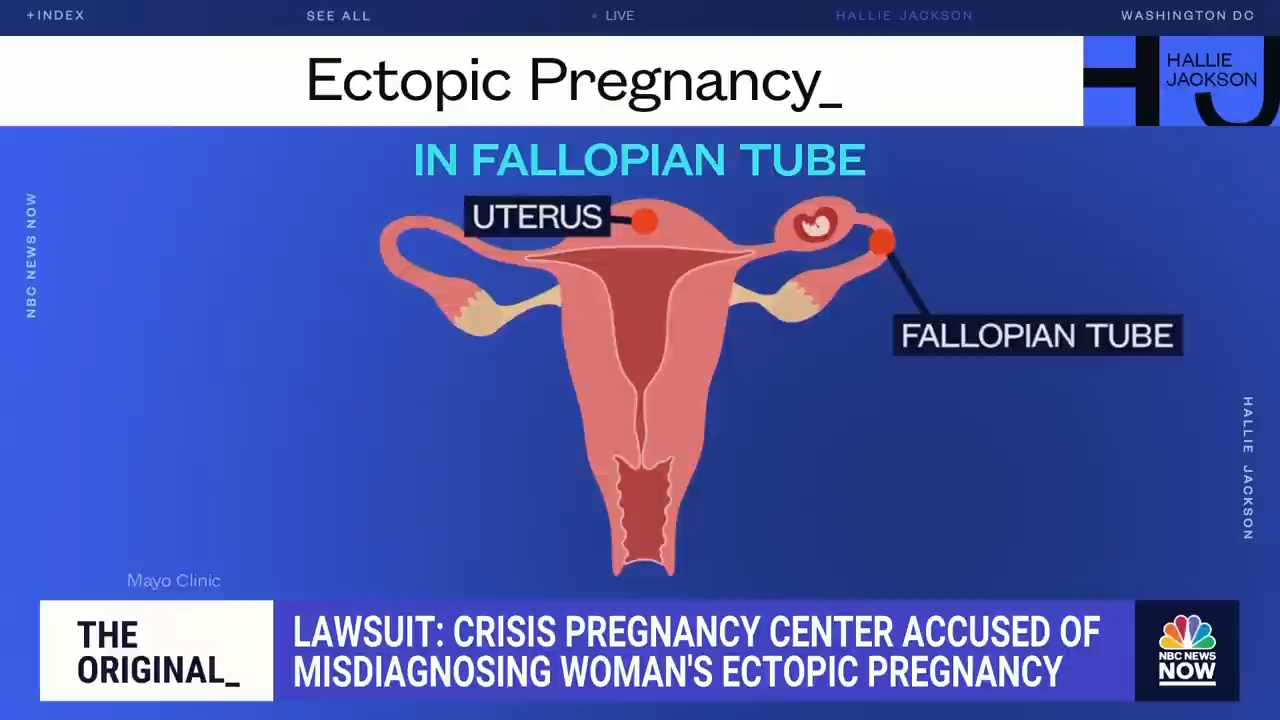 +INDEX
SEE ALL
LIVE
HALLIE JACKSON
WASHINGTON DC
Ectopic Pregnancy_
HALLIE
JACKSON
IN FALLOPIAN TUBE
UTERUS
NBC NEWS NOW
FALLOPIAN TUBE
HALLIE JACKSON
Mayo Clinic
THE
ORIGINAL_
LAWSUIT: CRISIS PREGNANCY CENTER ACCUSED OF
MISDIAGNOSING WOMAN'S ECTOPIC PREGNANCY
NBC NEWS
NOW